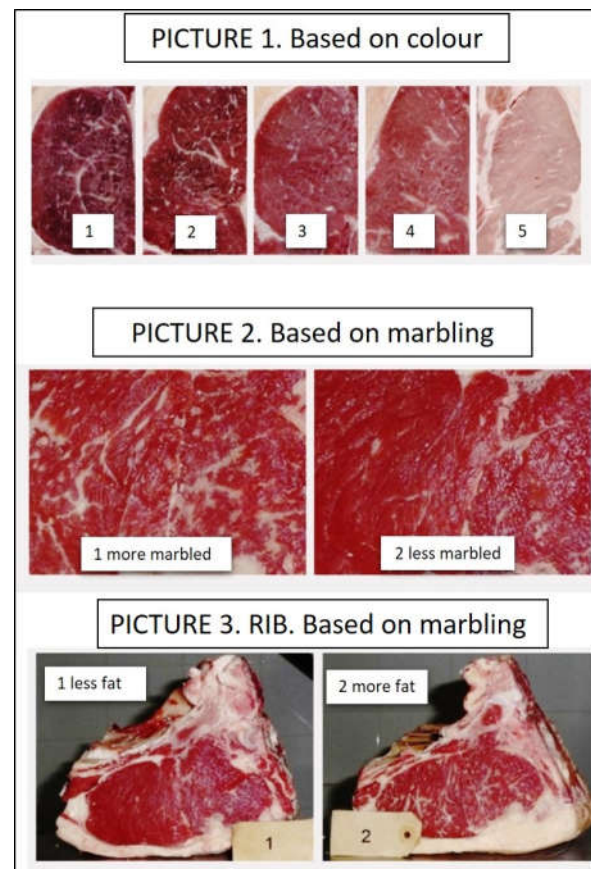 PICTURE 1. Based on colour
1
2
3
4
5
PICTURE 2. Based on marbling
1 more marbled
2 less marbled
PICTURE 3. RIB. Based on marbling
1 less fat
2 more fat
1
2